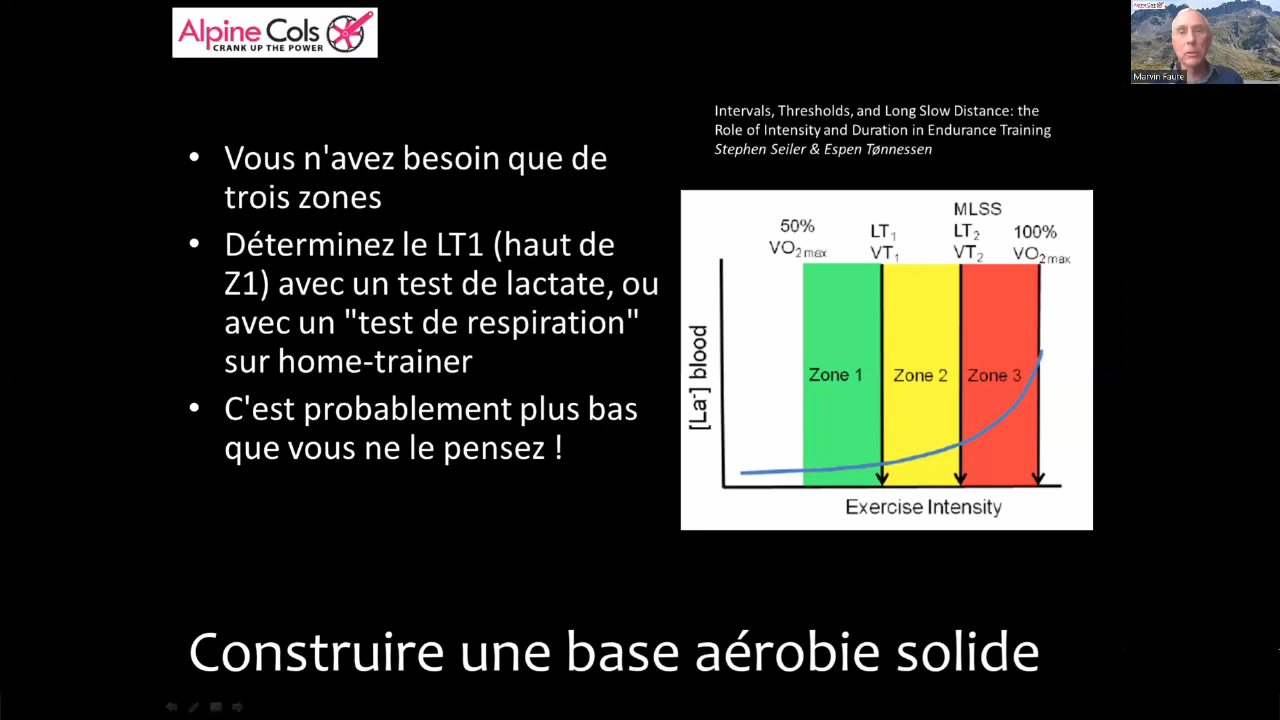 Alpine Cols
CRANK UP THE POWER
Marvin Faure
Intervals, Thresholds, and Long Slow Distance: the
Role of Intensity and Duration in Endurance Training
Stephen Seiler & Espen Tønnessen
• Vous n'avez besoin que de
trois zones
• Déterminez le LT1 (haut de
Z1) avec un test de lactate, ou
avec un "test de respiration"
sur home-trainer
• C'est probablement plus bas
que vous ne le pensez !
50%
VO2 max
LT1
VT1
MLSS
LT2
VT2
100%
VO2max
[La-] blood
Zone 1
Zone 2
Zone 3
Exercise Intensity
Construire une base aérobie solide